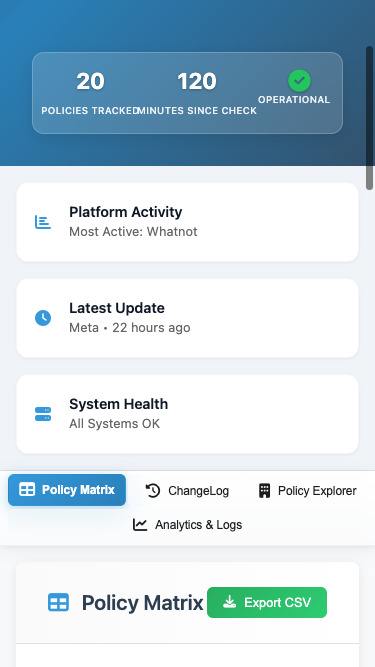 20 120
POLICIES TRACKED MINUTES SINCE CHECK OPERATIONAL
Platform Activity
Most Active: Whatnot
Latest Update
Meta • 22 hours ago
System Health
All Systems OK
Policy Matrix ChangeLog Policy Explorer
Analytics & Logs
Policy Matrix Export CSV